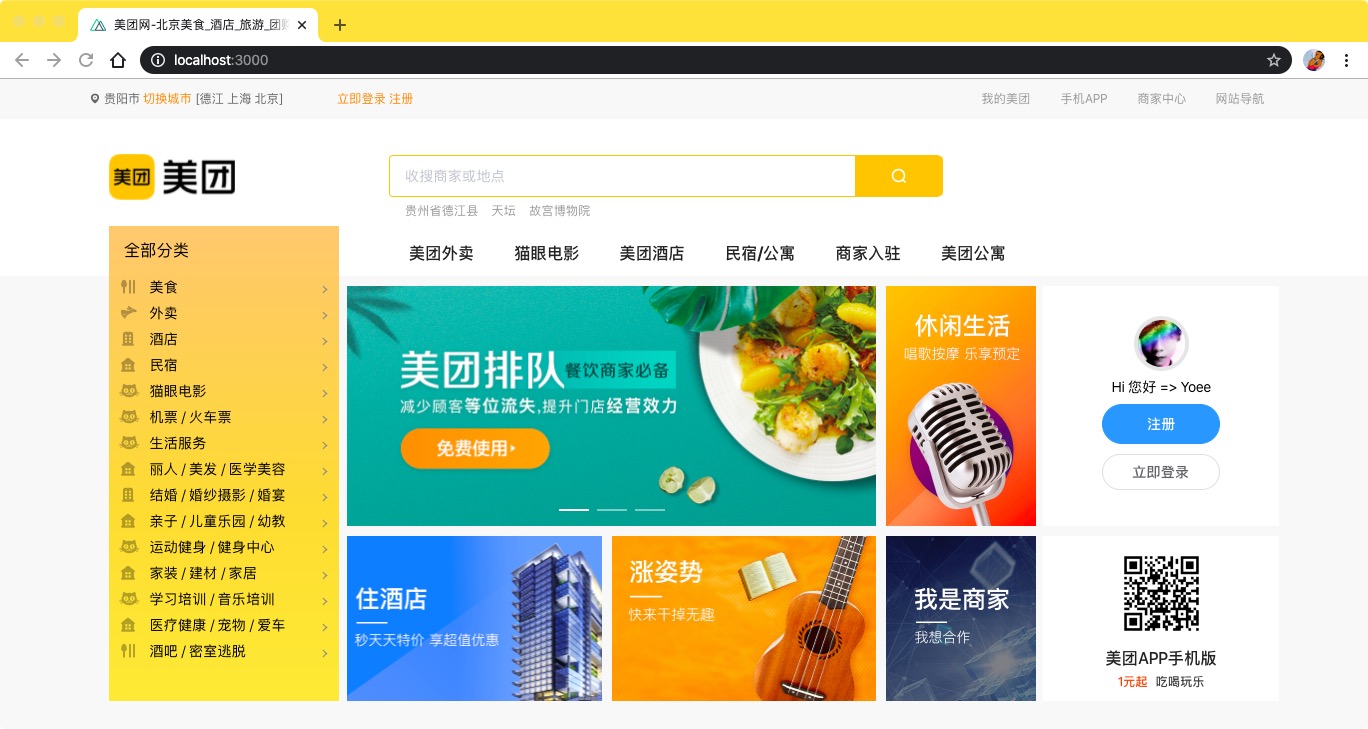 美团网-北京美食_酒店_旅游_团购
localhost:3000
贵阳市 切换城市 [德江 上海 北京] 立即登录 注册 我的美团 手机APP 商家中心 网站导航
美团 美团
收搜商家或地点
贵州省德江县 天坛 故宫博物院
全部分类
美团外卖 猫眼电影 美团酒店 民宿/公寓 商家入驻 美团公寓
美食
外卖
酒店
民宿
猫眼电影
机票 / 火车票
生活服务
丽人 / 美发 / 医学美容
结婚 / 婚纱摄影 / 婚宴
亲子 / 儿童乐园 / 幼教
运动健身 / 健身中心
家装 / 建材 / 家居
学习培训 / 音乐培训
医疗健康 / 宠物 / 爱车
酒吧 / 密室逃脱
美团排队 餐饮商家必备
减少顾客等位流失,提升门店经营效力
免费使用
休闲生活
唱歌按摩 乐享预定
Hi 您好 => Yoee
注册
立即登录
住酒店
秒天天特价 享超值优惠
涨姿势
快来干掉无趣
我是商家
我想合作
美团APP手机版
1元起 吃喝玩乐